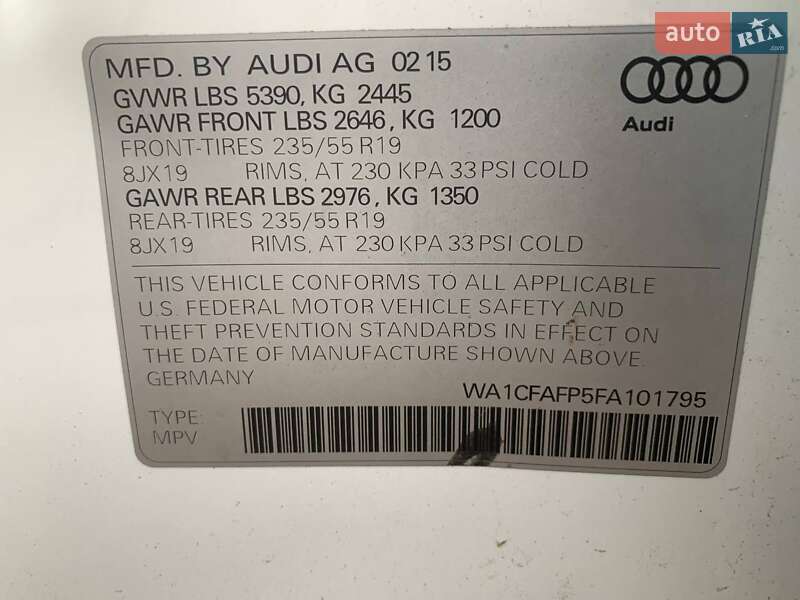 auto RIA .com
MFD. BY AUDI AG 02 15
GVWR LBS 5390, KG 2445
GAWR FRONT LBS 2646, KG 1200
FRONT-TIRES 235/55 R19
8JX19 RIMS, AT 230 KPA 33 PSI COLD
GAWR REAR LBS 2976, KG 1350
REAR-TIRES 235/55 R19
8JX19 RIMS, AT 230 KPA 33 PSI COLD
Audi
THIS VEHICLE CONFORMS TO ALL APPLICABLE
U.S. FEDERAL MOTOR VEHICLE SAFETY AND
THEFT PREVENTION STANDARDS IN EFFECT ON
THE DATE OF MANUFACTURE SHOWN ABOVE.
GERMANY
WA1CFAFP5FA101795
TYPE:
MPV